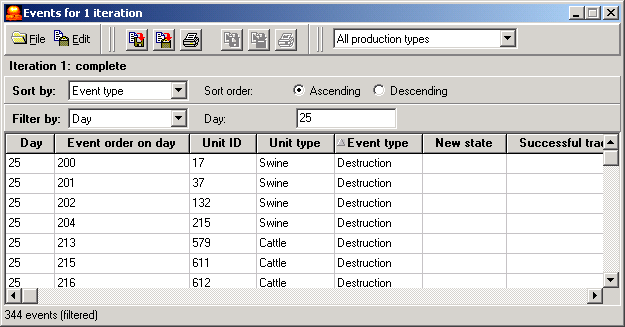 Events for 1 iteration
File Edit All production types
Iteration 1: complete
Sort by: Event type Sort order: Ascending Descending
Filter by: Day Day: 25
Day Event order on day Unit ID Unit type Event type New state Successful trac
25 200 17 Swine Destruction
25 201 37 Swine Destruction
25 202 132 Swine Destruction
25 204 215 Swine Destruction
25 213 579 Cattle Destruction
25 215 611 Cattle Destruction
25 216 612 Cattle Destruction
344 events (filtered)